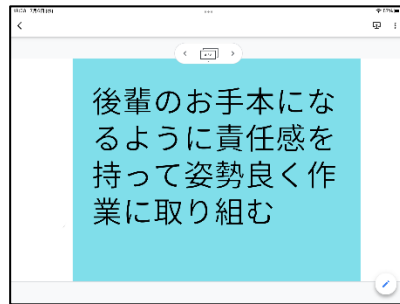 後輩のお手本にな
るように責任感を
持って姿勢良く作
業に取り組む